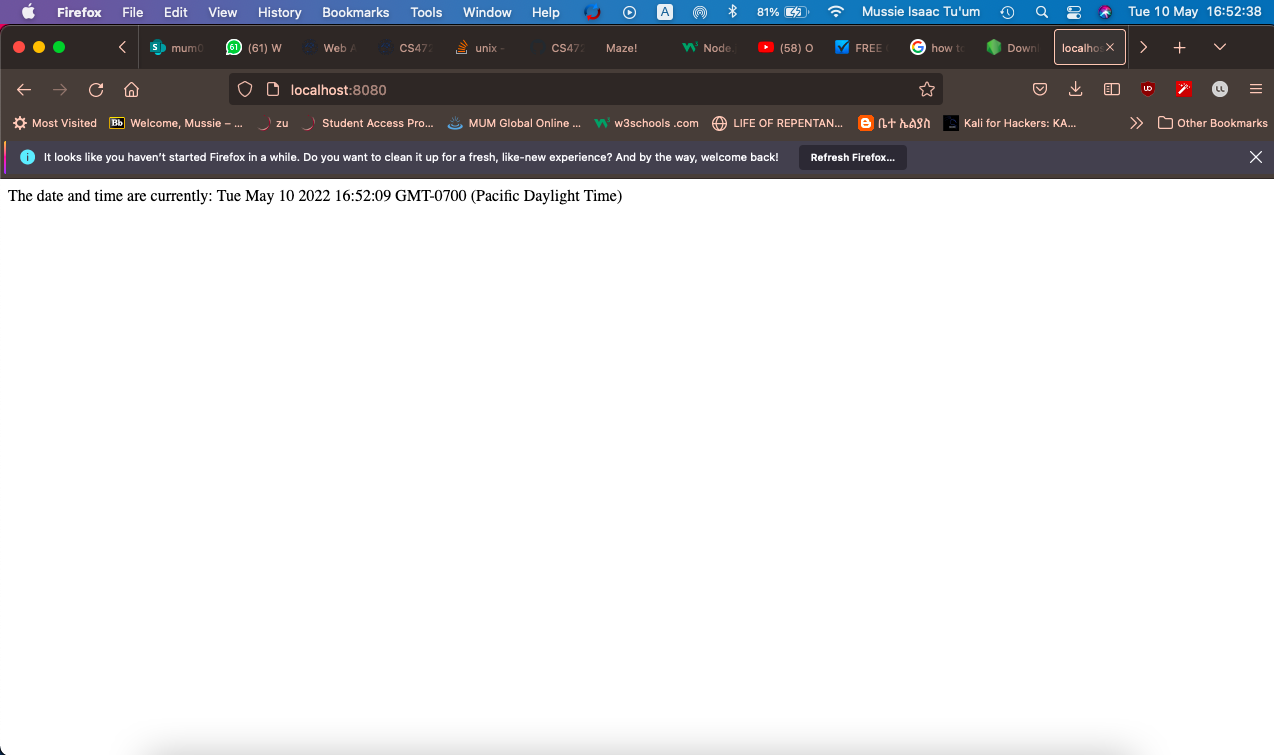 Firefox File Edit View History Bookmarks Tools Window Help A 81% Mussie Isaac Tu'um Tue 10 May 16:52:38
mum (61) W Web A CS472 unix - CS472 Maze! Node. (58) O FREE how to Downl localhos
localhost:8080
Most Visited Bb Welcome, Mussie – ... zu Student Access Pro... MUM Global Online ... w3schools .com LIFE OF REPENTAN... ቤተ ኤልያስ Kali for Hackers: KA... Other Bookmarks
It looks like you haven't started Firefox in a while. Do you want to clean it up for a fresh, like-new experience? And by the way, welcome back! Refresh Firefox...
The date and time are currently: Tue May 10 2022 16:52:09 GMT-0700 (Pacific Daylight Time)